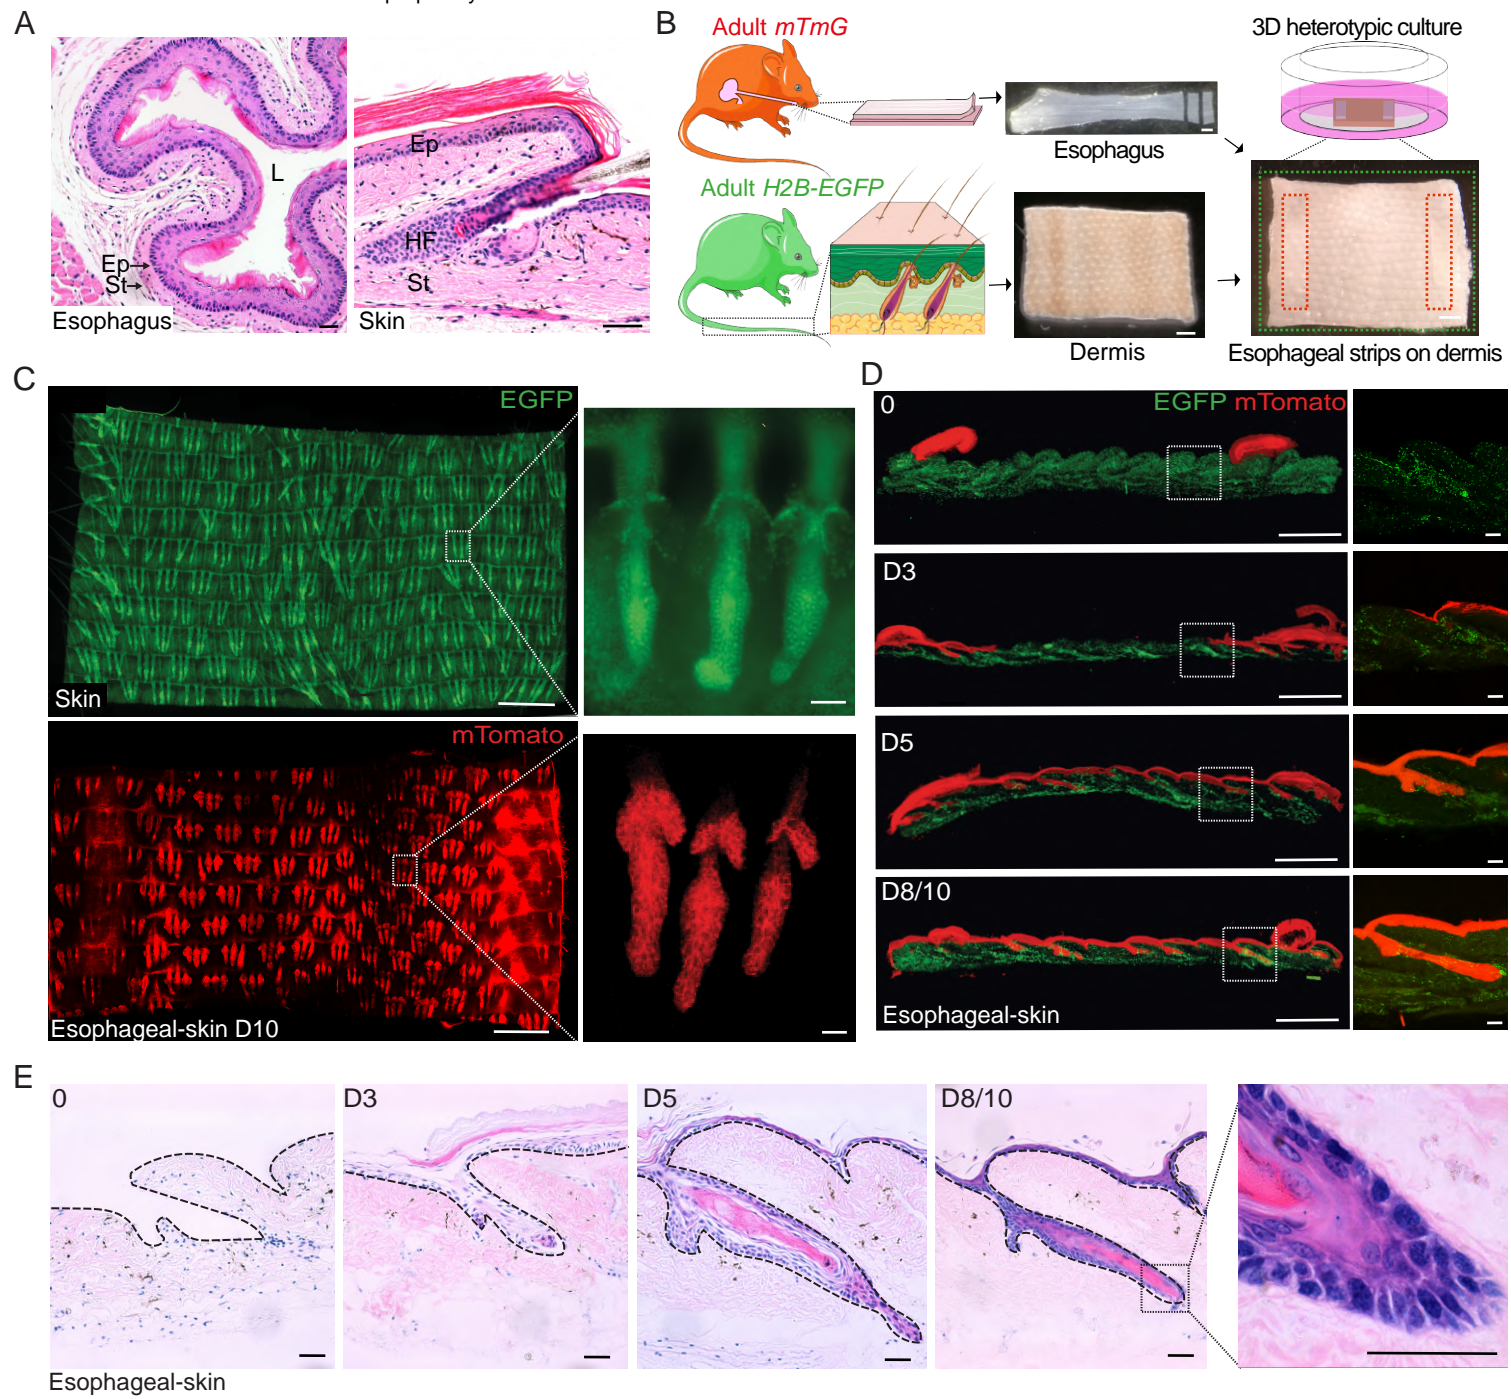 A
L
Ep
St
Esophagus
Ep
HF
St
Skin
B
Adult mTmG
Esophagus
3D heterotypic culture
Adult H2B-EGFP
Dermis
Esophageal strips on dermis
C
EGFP
Skin
mTomato
Esophageal-skin D10
D
0
EGFP mTomato
D3
D5
D8/10
Esophageal-skin
E
0
D3
D5
D8/10
Esophageal-skin